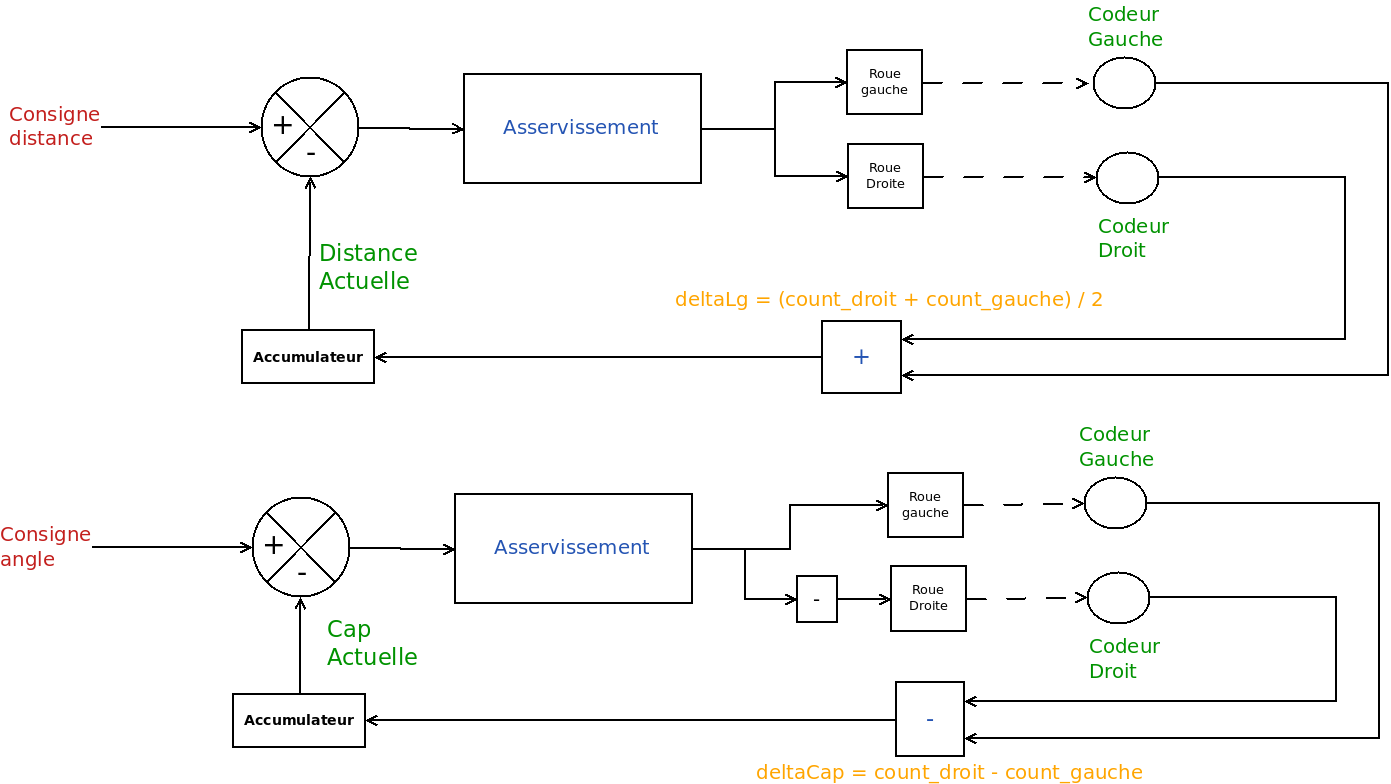 Codeur
Gauche
Consigne
distance
+
-
Asservissement
Roue
gauche
Roue
Droite
Codeur
Droit
Distance
Actuelle
deltaLg = (count_droit + count_gauche) / 2
Accumulateur
+
Codeur
Gauche
Consigne
angle
+
-
Asservissement
Roue
gauche
-
Roue
Droite
Codeur
Droit
Cap
Actuelle
Accumulateur
-
deltaCap = count_droit - count_gauche